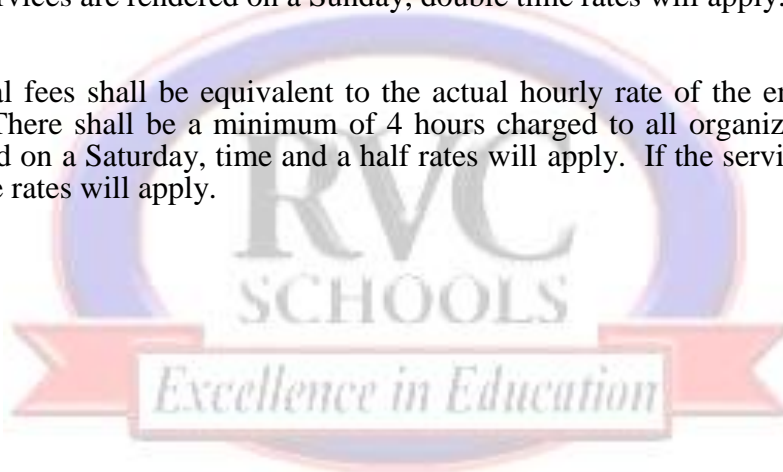 rvices are rendered on a Sunday, double time rates will apply.
al fees shall be equivalent to the actual hourly rate of the en
There shall be a minimum of 4 hours charged to all organiz
d on a Saturday, time and a half rates will apply. If the servi
e rates will apply.
RVC
SCHOOLS
Excellence in Education